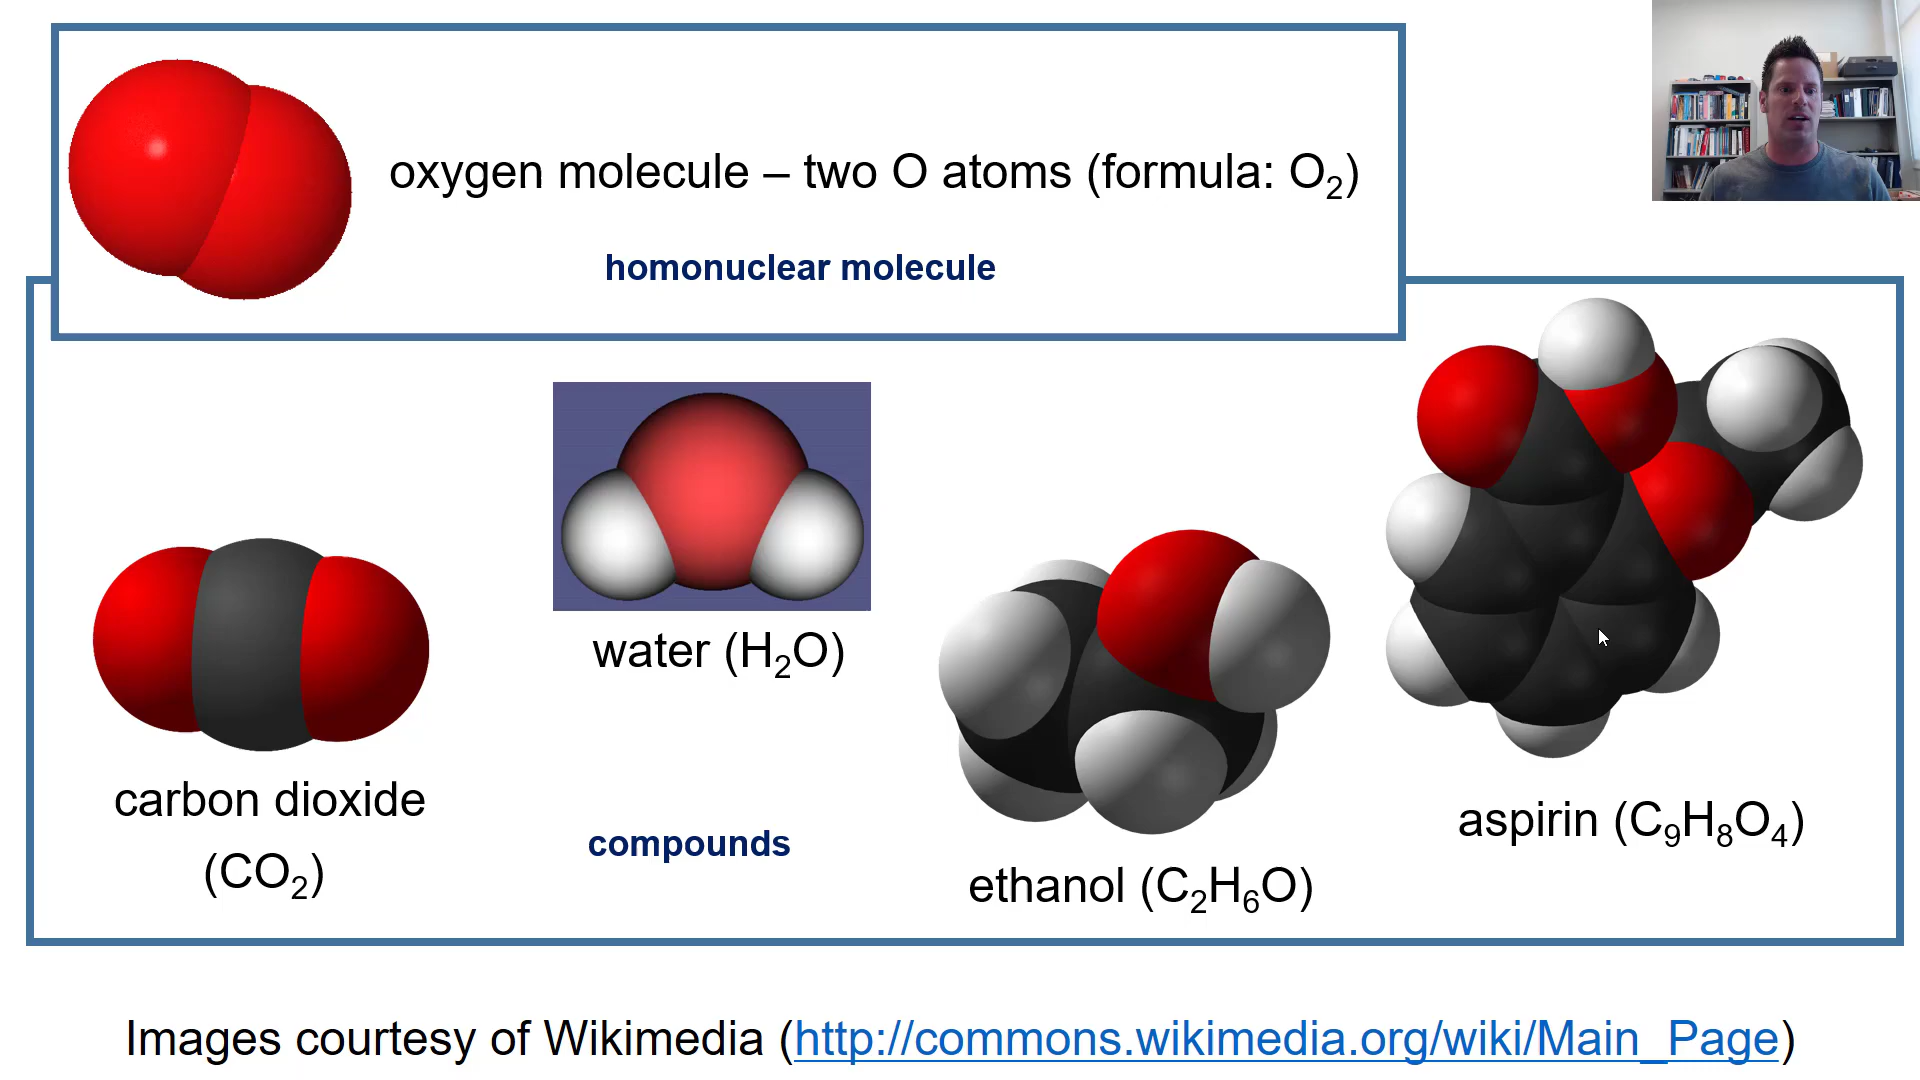 oxygen molecule – two O atoms (formula: O₂)
homonuclear molecule
water (H₂O)
carbon dioxide
(CO₂)
compounds
ethanol (C₂H₆O)
aspirin (C₉H₈O₄)
Images courtesy of Wikimedia (http://commons.wikimedia.org/wiki/Main_Page)